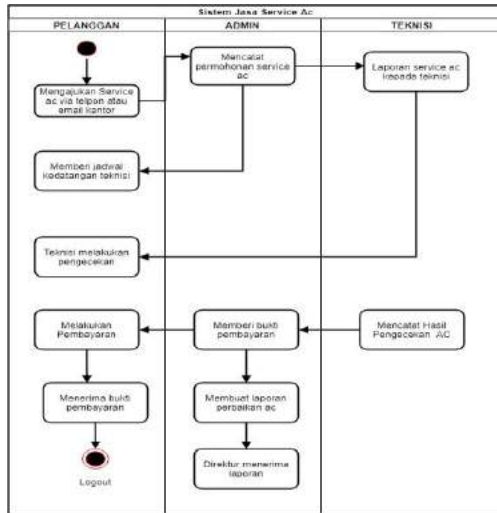 Sistem Jasa Service Ac
PELANGGAN
ADMIN
TEKNISI
Mengajukan Service
ac via telpon atau
email kantor
Mencatat
permohonan service
ac
Laporan service ac
kepada teknisi
Memberi jadwal
kedatangan teknisi
Teknisi melakukan
pengecekan
Melakukan
Pembayaran
Memberi bukti
pembayaran
Mencatat Hasil
Pengecekan AC
Menerima bukti
pembayaran
Membuat laporan
perbaikan ac
Direktur menerima
laporan
Logout